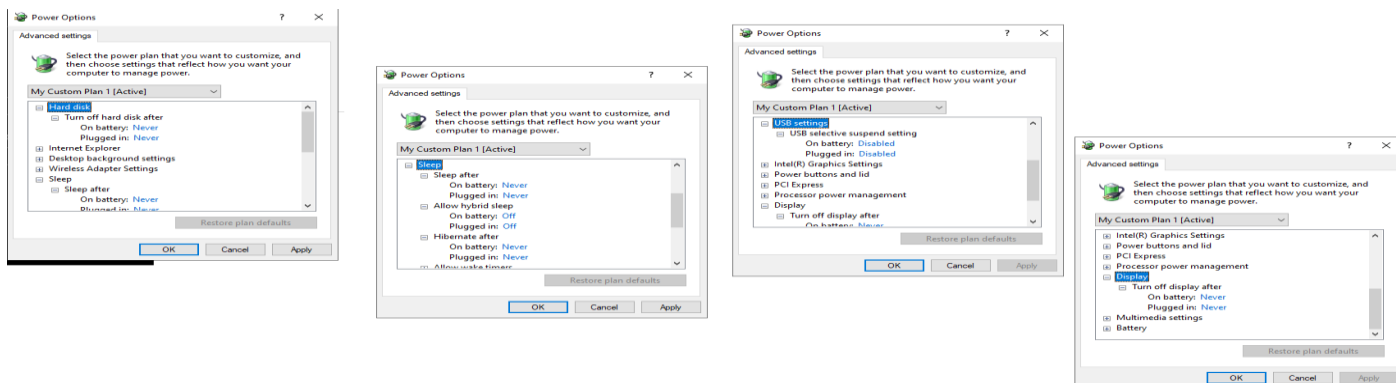 Power Options
Advanced settings
Select the power plan that you want to customize, and
then choose settings that reflect how you want your
computer to manage power.
My Custom Plan 1 [Active]
Hard disk
Turn off hard disk after
On battery: Never
Plugged in: Never
Internet Explorer
Desktop background settings
Wireless Adapter Settings
Sleep
Sleep after
On battery: Never
Plugged in: Never
Restore plan defaults
OK Cancel Apply
Power Options
Advanced settings
Select the power plan that you want to customize, and
then choose settings that reflect how you want your
computer to manage power.
My Custom Plan 1 [Active]
Sleep
Sleep after
On battery: Never
Plugged in: Never
Allow hybrid sleep
On battery: Off
Plugged in: Off
Hibernate after
On battery: Never
Plugged in: Never
Allow wake timers
Restore plan defaults
OK Cancel Apply
Power Options
Advanced settings
Select the power plan that you want to customize, and
then choose settings that reflect how you want your
computer to manage power.
My Custom Plan 1 [Active]
USB settings
USB selective suspend setting
On battery: Disabled
Plugged in: Disabled
Intel(R) Graphics Settings
Power buttons and lid
PCI Express
Processor power management
Display
Turn off display after
On battery: Never
Restore plan defaults
OK Cancel Apply
Power Options
Advanced settings
Select the power plan that you want to customize, and
then choose settings that reflect how you want your
computer to manage power.
My Custom Plan 1 [Active]
Intel(R) Graphics Settings
Power buttons and lid
PCI Express
Processor power management
Display
Turn off display after
On battery: Never
Plugged in: Never
Multimedia settings
Battery
Restore plan defaults
OK Cancel Apply